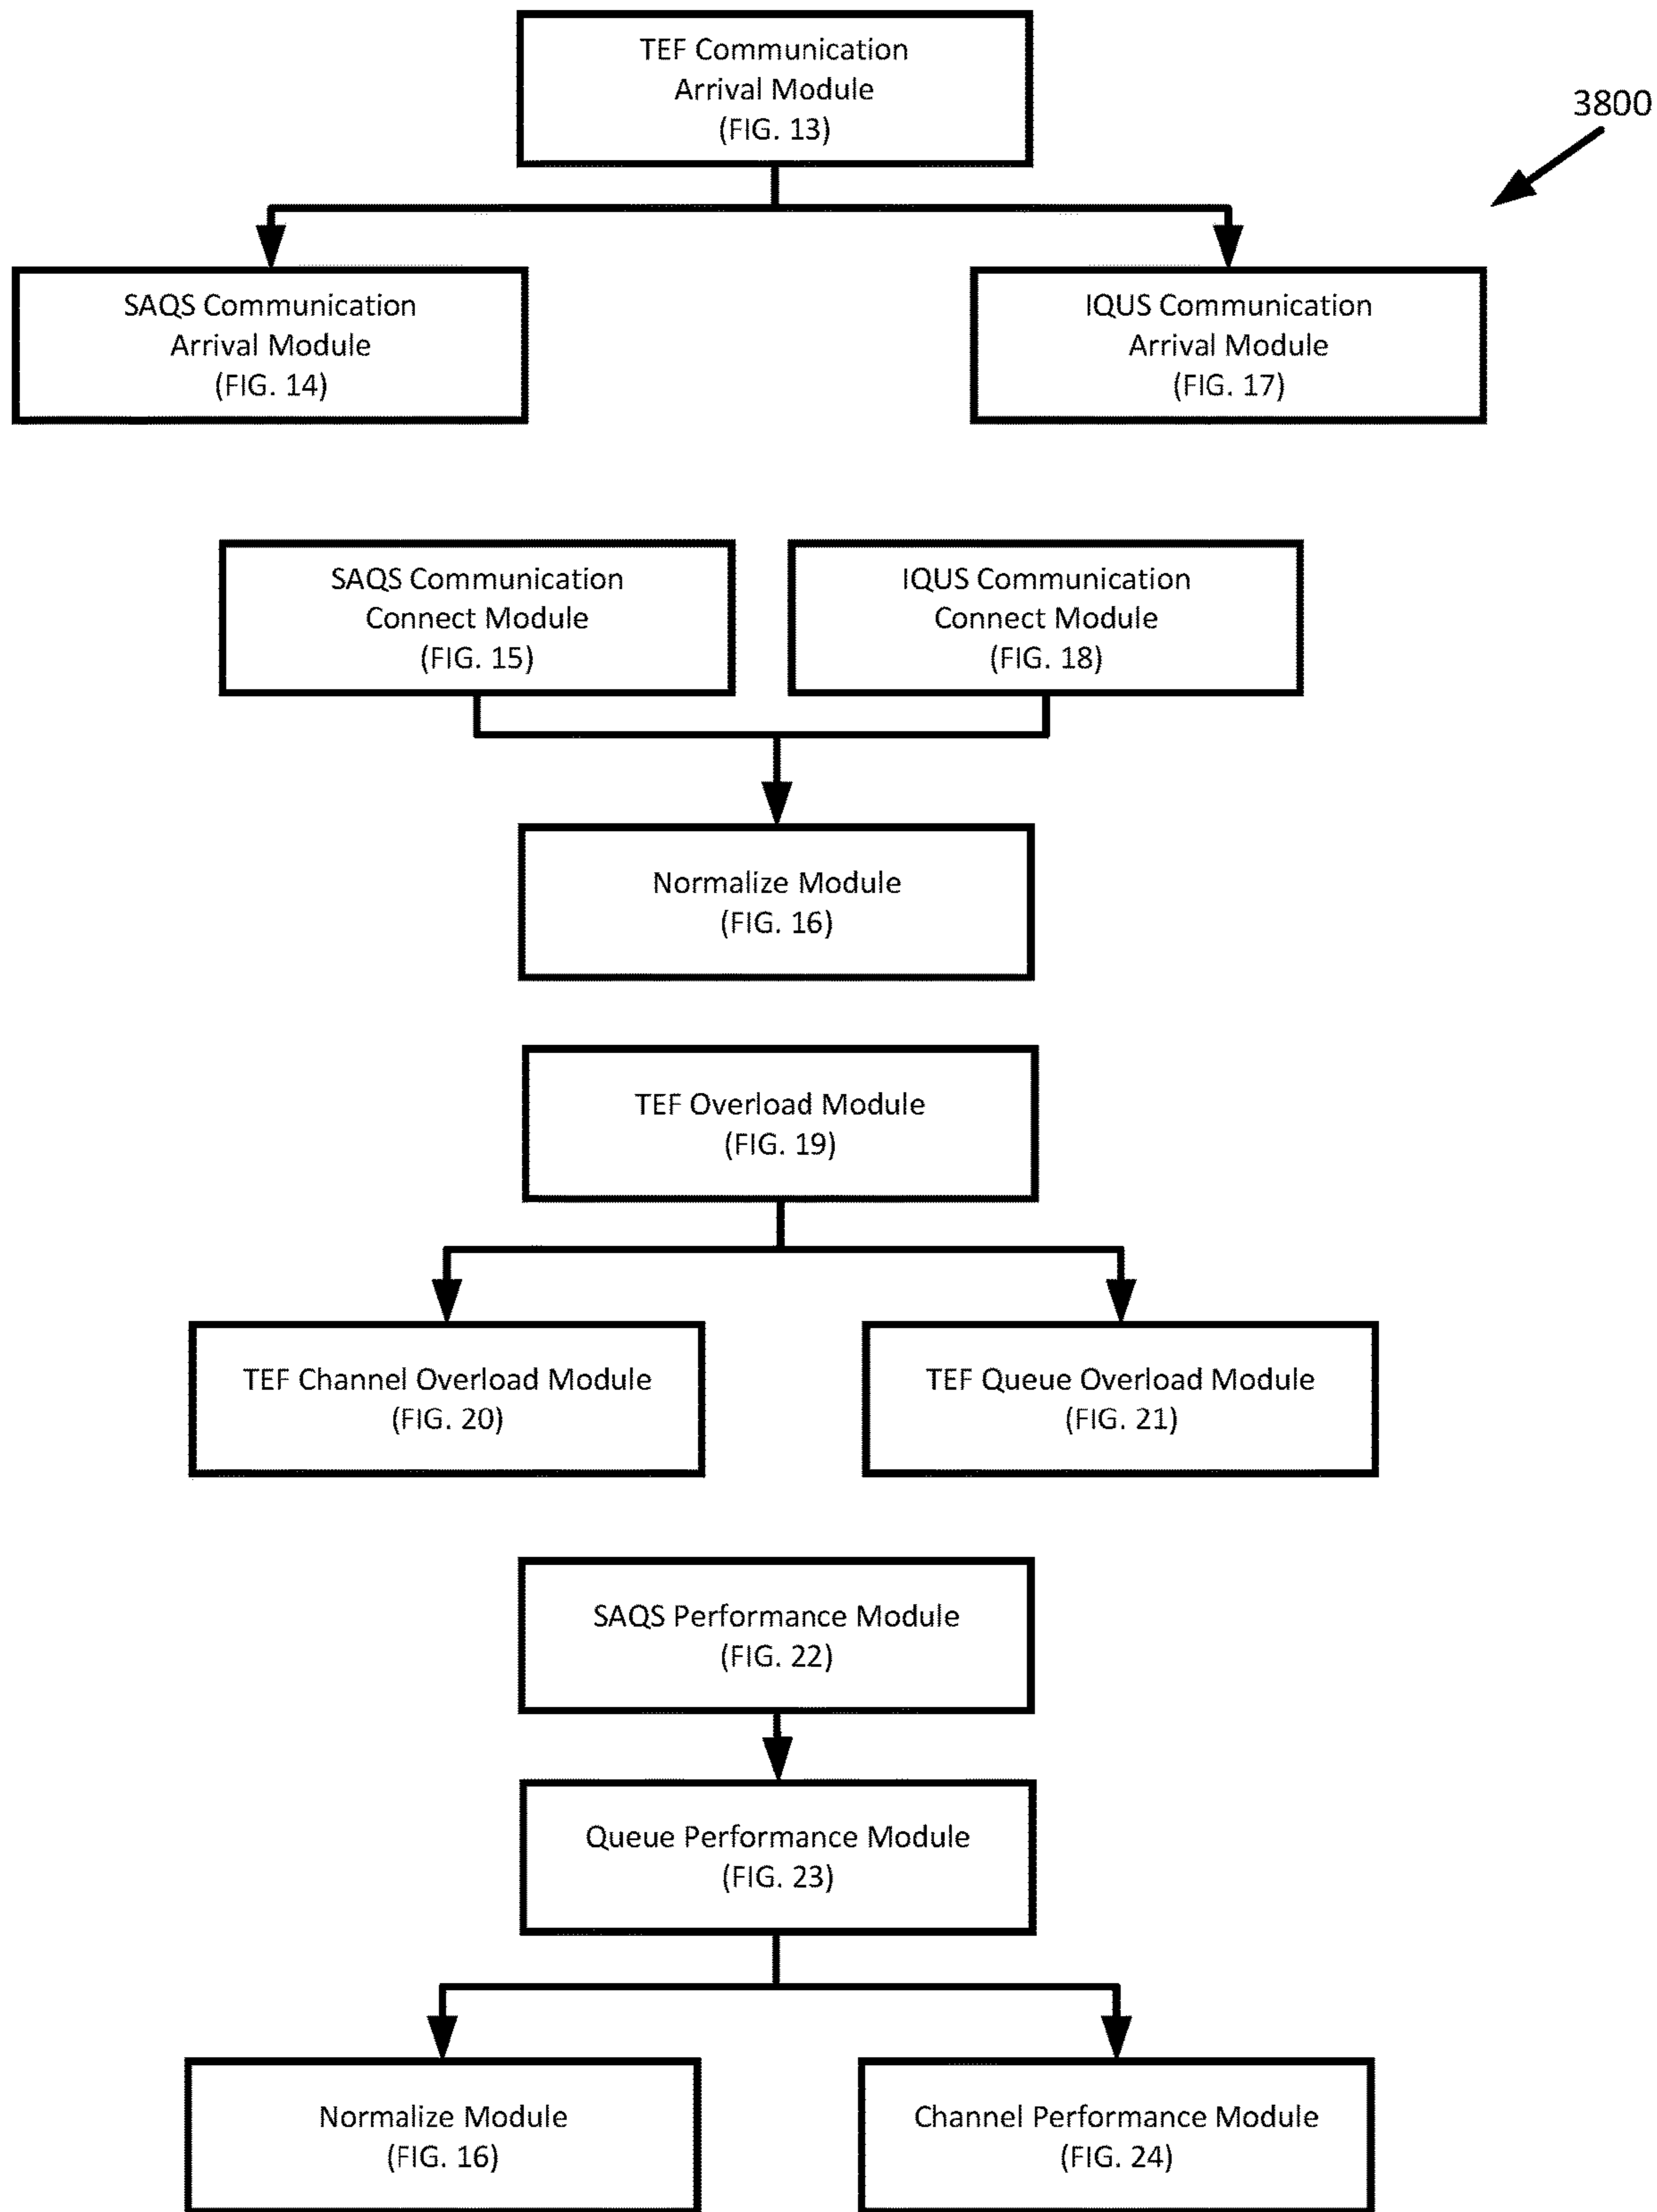 TEF Communication
Arrival Module
(FIG. 13)
3800
SAQS Communication
Arrival Module
(FIG. 14)
IQUS Communication
Arrival Module
(FIG. 17)
SAQS Communication
Connect Module
(FIG. 15)
IQUS Communication
Connect Module
(FIG. 18)
Normalize Module
(FIG. 16)
TEF Overload Module
(FIG. 19)
TEF Channel Overload Module
(FIG. 20)
TEF Queue Overload Module
(FIG. 21)
SAQS Performance Module
(FIG. 22)
Queue Performance Module
(FIG. 23)
Normalize Module
(FIG. 16)
Channel Performance Module
(FIG. 24)